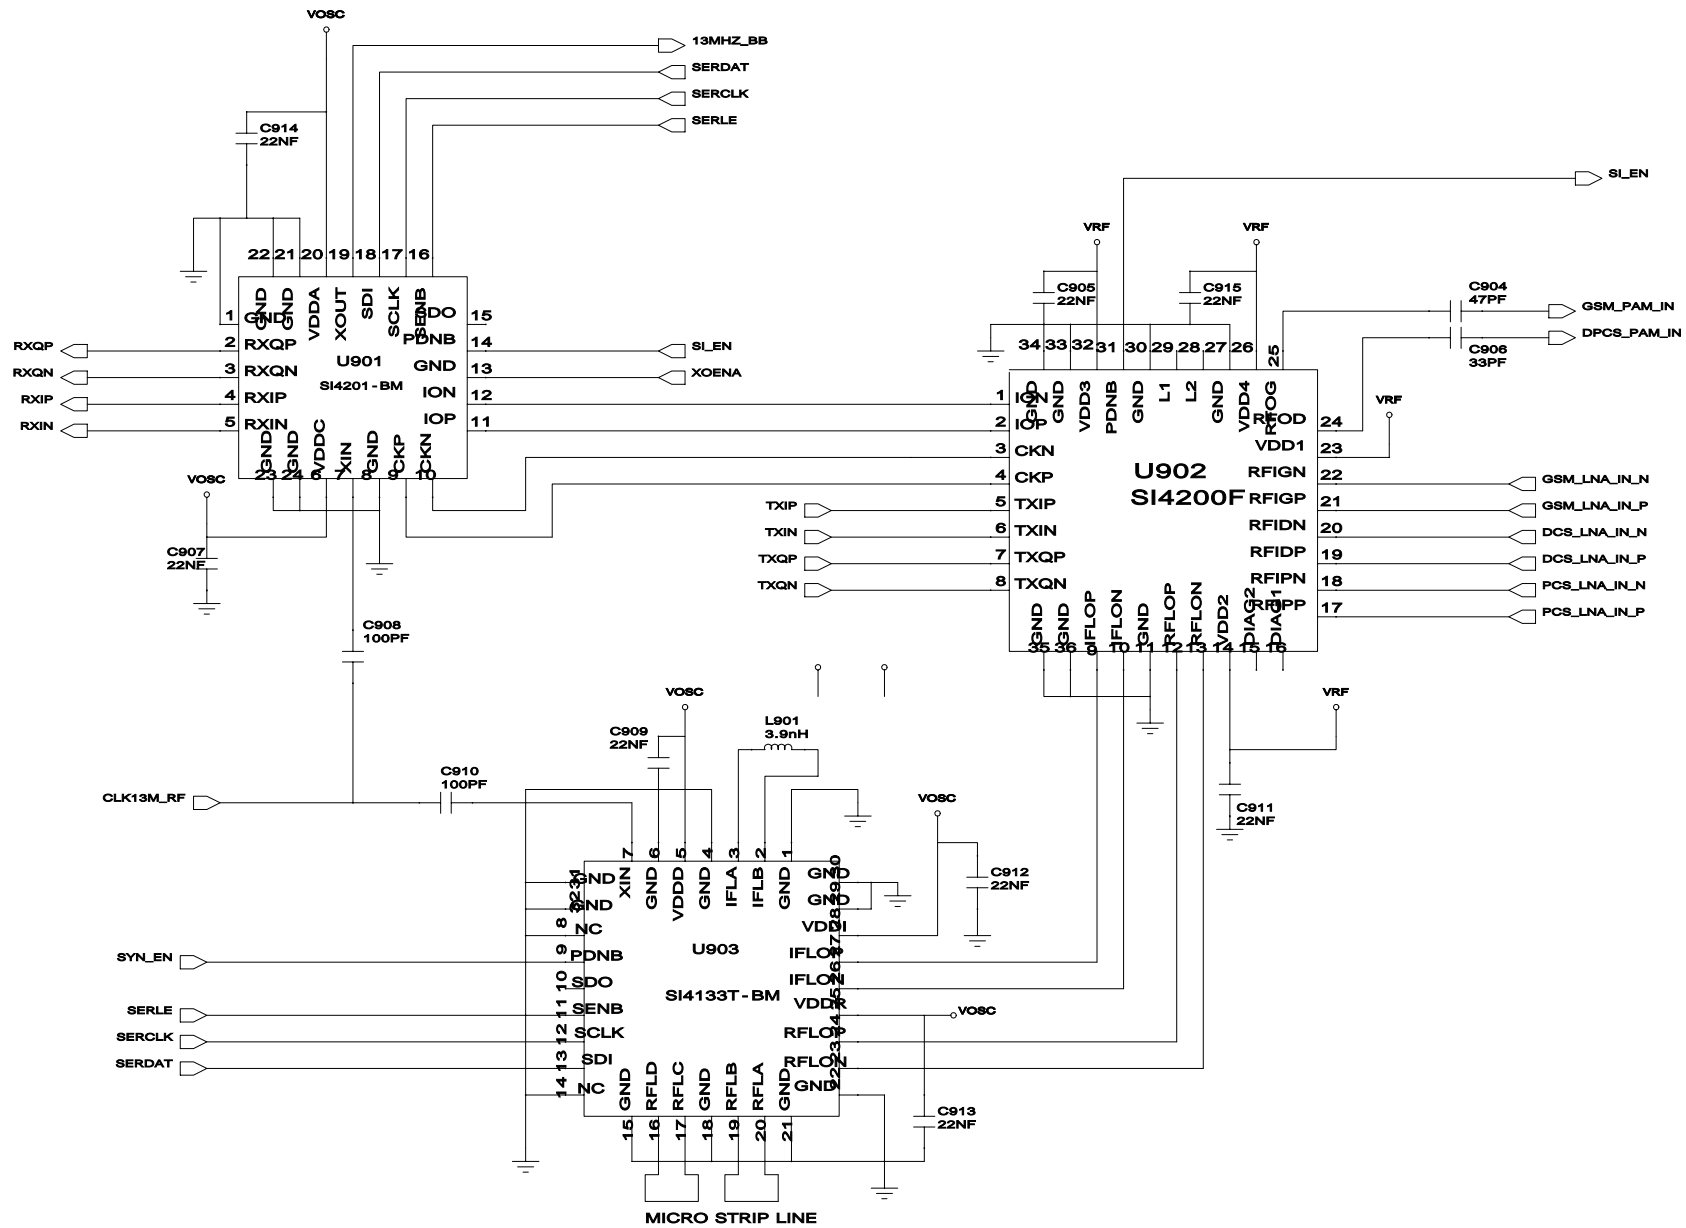 VOSC
13MHZ_BB
SERDAT
SERCLK
SERLE
C914
22NF
SI_EN
22 21 20 19 18 17 16
GND GND VDDA XOUT SDI SCLK SENB
1 GND
SDO 15
RXQP 2 RXQP
PDNB 14 SI_EN
RXQN 3 RXQN
GND 13 XOENA
RXIP 4 RXIP
ION 12
RXIN 5 RXIN
IOP 11
U901
SI4201-BM
GND GND VDDC XIN GND CKP CKN
23 24 6 7 8 9 10
VOSC
C907
22NF
C908
100PF
VRF
VRF
C905
22NF
C915
22NF
C904
47PF
GSM_PAM_IN
DPCS_PAM_IN
C906
33PF
34 33 32 31 30 29 28 27 26 25
GND GND VDD3 PDNB GND L1 L2 GND VDD4 RFOG
VRF
1 ION
RFOD 24
2 IOP
VDD1 23
3 CKN
RFIGN 22 GSM_LNA_IN_N
4 CKP
RFIGP 21 GSM_LNA_IN_P
TXIP 5 TXIP
RFIDN 20 DCS_LNA_IN_N
TXIN 6 TXIN
RFIDP 19 DCS_LNA_IN_P
TXQP 7 TXQP
RFIPN 18 PCS_LNA_IN_N
TXQN 8 TXQN
RFIPP 17 PCS_LNA_IN_P
U902
SI4200F
GND GND IFLOP IFLON GND RFLOP RFLON VDD2 DIAG2 DIAG1
35 36 9 10 11 12 13 14 15 16
VRF
C911
22NF
VOSC
C909
22NF
L901
3.9nH
CLK13M_RF
C910
100PF
VOSC
C912
22NF
7 6 5 4 3 2 1
XIN GND VDDD GND IFLA IFLB GND
31 GND
GND 30
32 GND
GND 29
8 NC
VDDI 28
SYN_EN 9 PDNB
IFLOP 27
10 SDO
IFLON 26
SERLE 11 SENB
VDDR 25 VOSC
SERCLK 12 SCLK
RFLOP 24
SERDAT 13 SDI
RFLON 23
14 NC
GND 22
U903
SI4133T-BM
GND RFLD RFLC GND RFLB RFLA GND
15 16 17 18 19 20 21
C913
22NF
MICRO STRIP LINE